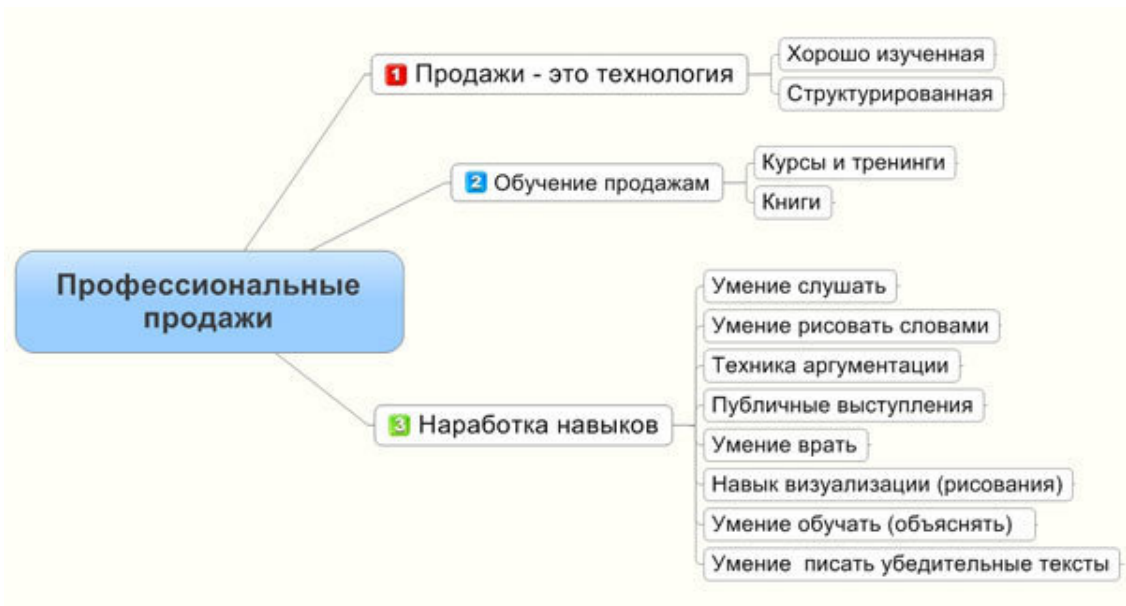 1 Продажи - это технология
Хорошо изученная
Структурированная
2 Обучение продажам
Курсы и тренинги
Книги
Профессиональные
продажи
3 Наработка навыков
Умение слушать
Умение рисовать словами
Техника аргументации
Публичные выступления
Умение врать
Навык визуализации (рисования)
Умение обучать (объяснять)
Умение писать убедительные тексты